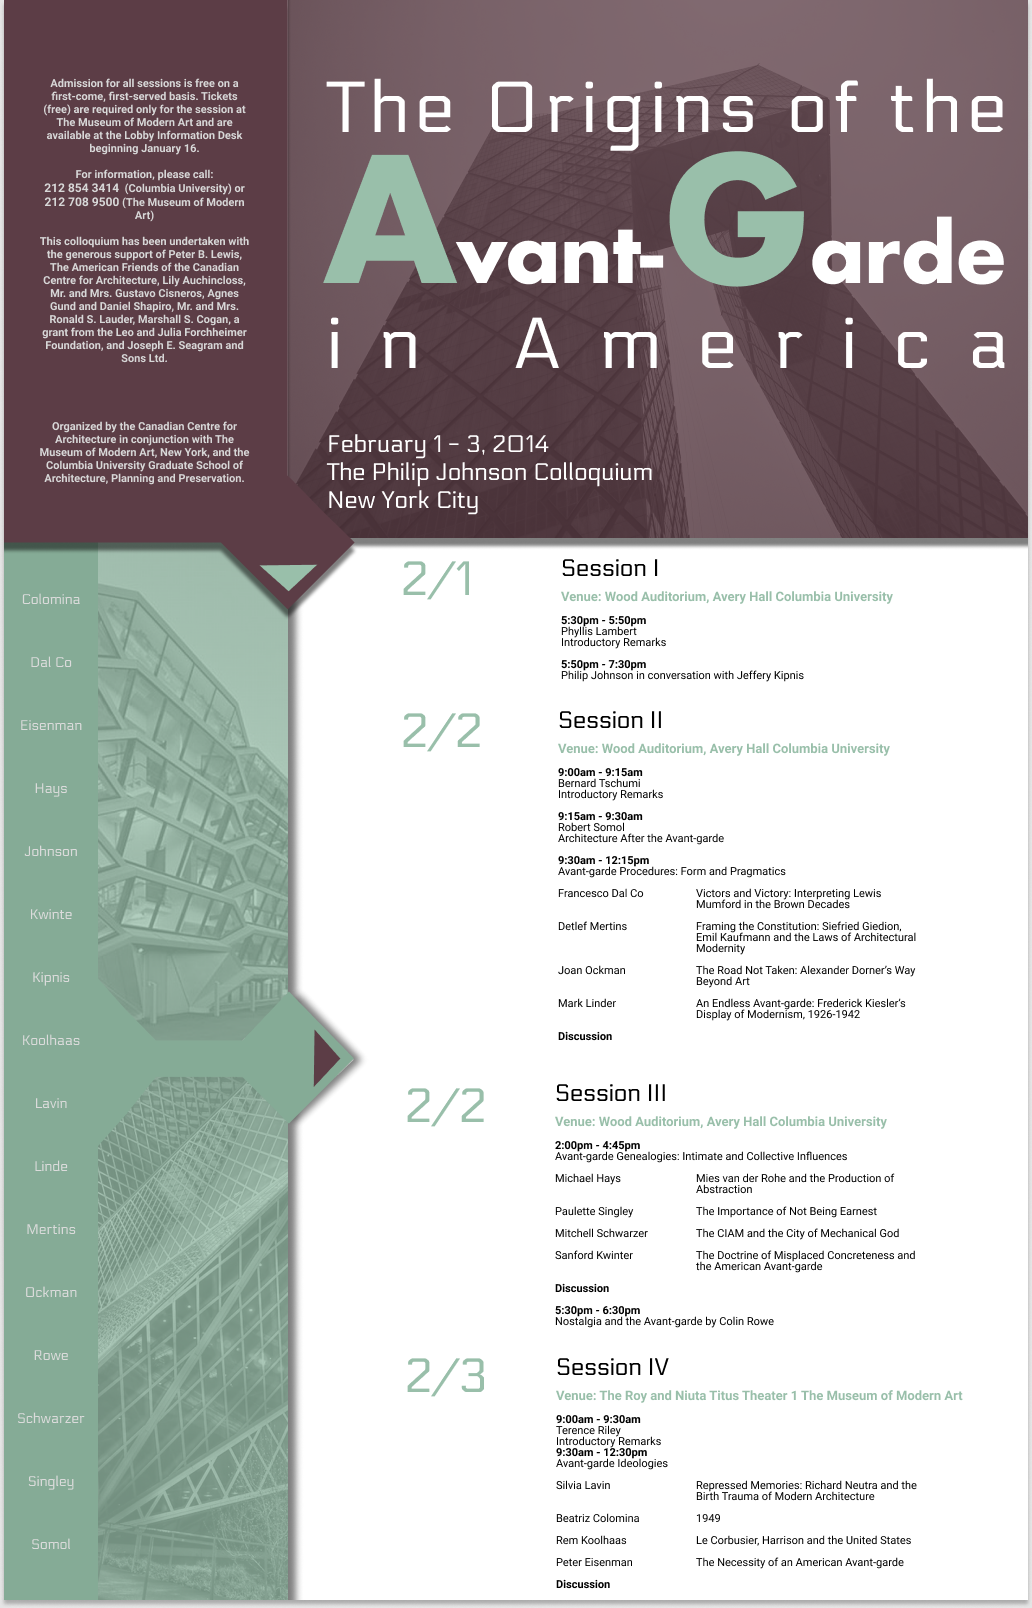 Admission for all sessions is free on a
first-come, first-served basis. Tickets
(free) are required only for the session at
The Museum of Modern Art and are
available at the Lobby Information Desk
beginning January 16.
For information, please call:
212 854 3414 (Columbia University) or
212 708 9500 (The Museum of Modern
Art)
This colloquium has been undertaken with
the generous support of Peter B. Lewis,
The American Friends of the Canadian
Centre for Architecture, Lily Auchincloss,
Mr. and Mrs. Gustavo Cisneros, Agnes
Gund and Daniel Shapiro, Mr. and Mrs.
Ronald S. Lauder, Marshall S. Cogan, a
grant from the Leo and Julia Forchheimer
Foundation, and Joseph E. Seagram and
Sons Ltd.
Organized by the Canadian Centre for
Architecture in conjunction with The
Museum of Modern Art, New York, and the
Columbia University Graduate School of
Architecture, Planning and Preservation.
The Origins of the
Avant-Garde
in America
February 1 - 3, 2014
The Philip Johnson Colloquium
New York City
Colomina
Dal Co
Eisenman
Hays
Johnson
Kwinte
Kipnis
Koolhaas
Lavin
Linde
Mertins
Ockman
Rowe
Schwarzer
Singley
Somol
2/1
Session I
Venue: Wood Auditorium, Avery Hall Columbia University
5:30pm - 5:50pm
Phyllis Lambert
Introductory Remarks
5:50pm - 7:30pm
Philip Johnson in conversation with Jeffery Kipnis
2/2
Session II
Venue: Wood Auditorium, Avery Hall Columbia University
9:00am - 9:15am
Bernard Tschumi
Introductory Remarks
9:15am - 9:30am
Robert Somol
Architecture After the Avant-garde
9:30am - 12:15pm
Avant-garde Procedures: Form and Pragmatics
Francesco Dal Co Victors and Victory: Interpreting Lewis
Mumford in the Brown Decades
Detlef Mertins Framing the Constitution: Siefried Giedion,
Emil Kaufmann and the Laws of Architectural
Modernity
Joan Ockman The Road Not Taken: Alexander Dorner's Way
Beyond Art
Mark Linder An Endless Avant-garde: Frederick Kiesler's
Display of Modernism, 1926-1942
Discussion
2/2
Session III
Venue: Wood Auditorium, Avery Hall Columbia University
2:00pm - 4:45pm
Avant-garde Genealogies: Intimate and Collective Influences
Michael Hays Mies van der Rohe and the Production of
Abstraction
Paulette Singley The Importance of Not Being Earnest
Mitchell Schwarzer The CIAM and the City of Mechanical God
Sanford Kwinter The Doctrine of Misplaced Concreteness and
the American Avant-garde
Discussion
5:30pm - 6:30pm
Nostalgia and the Avant-garde by Colin Rowe
2/3
Session IV
Venue: The Roy and Niuta Titus Theater 1 The Museum of Modern Art
9:00am - 9:30am
Terence Riley
Introductory Remarks
9:30am - 12:30pm
Avant-garde Ideologies
Silvia Lavin Repressed Memories: Richard Neutra and the
Birth Trauma of Modern Architecture
Beatriz Colomina 1949
Rem Koolhaas Le Corbusier, Harrison and the United States
Peter Eisenman The Necessity of an American Avant-garde
Discussion